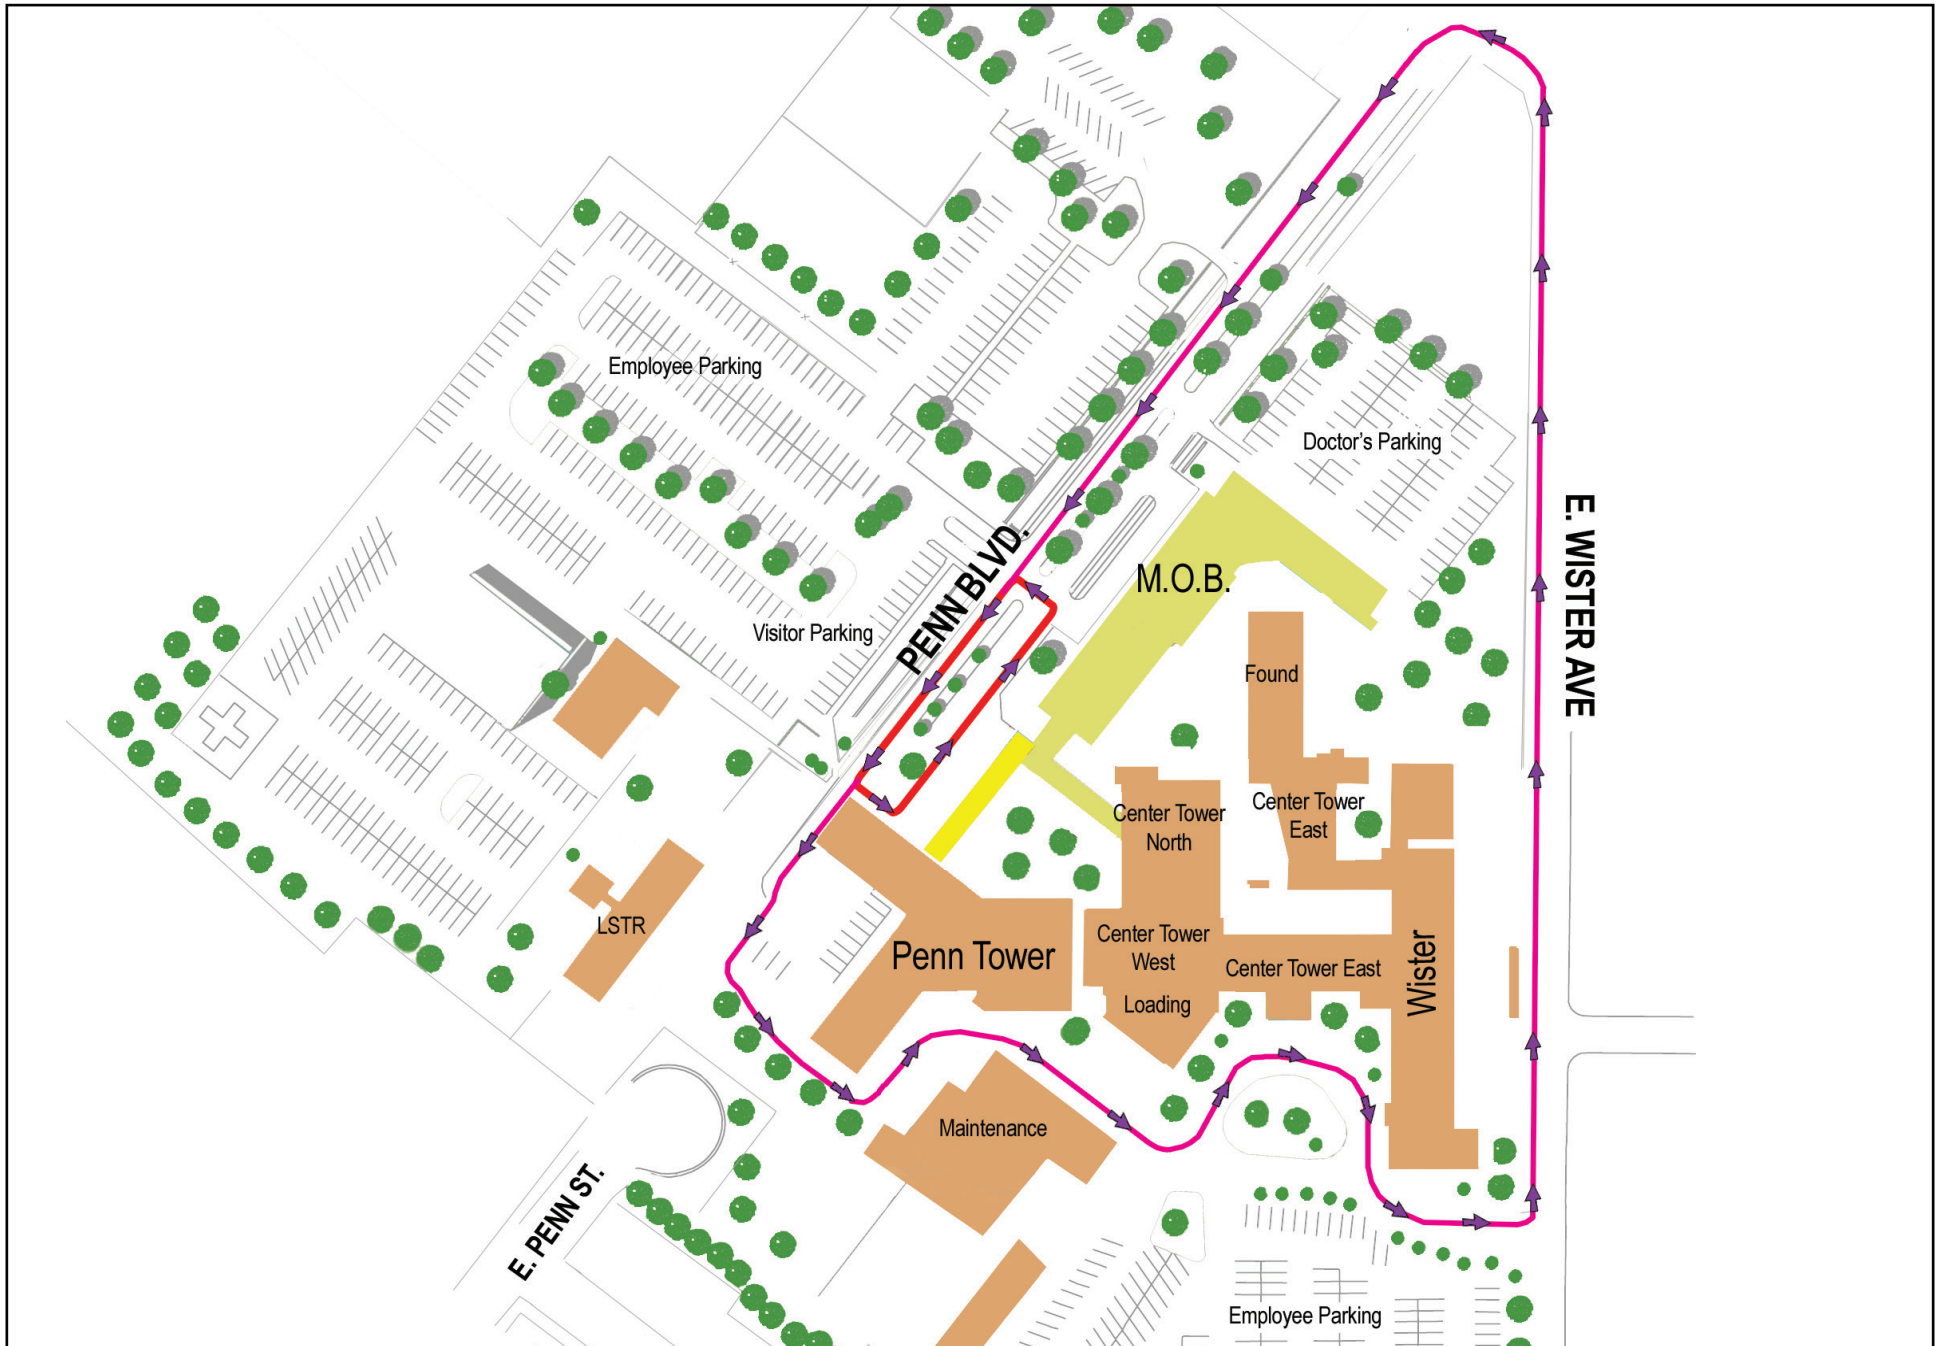 Employee Parking
Doctor's Parking
E. WISTER AVE
PENN BLVD.
M.O.B.
Visitor Parking
Found
Center Tower
North
Center Tower
East
LSTR
Penn Tower
Center Tower
West
Center Tower East
Wister
Loading
Maintenance
E. PENN ST.
Employee Parking